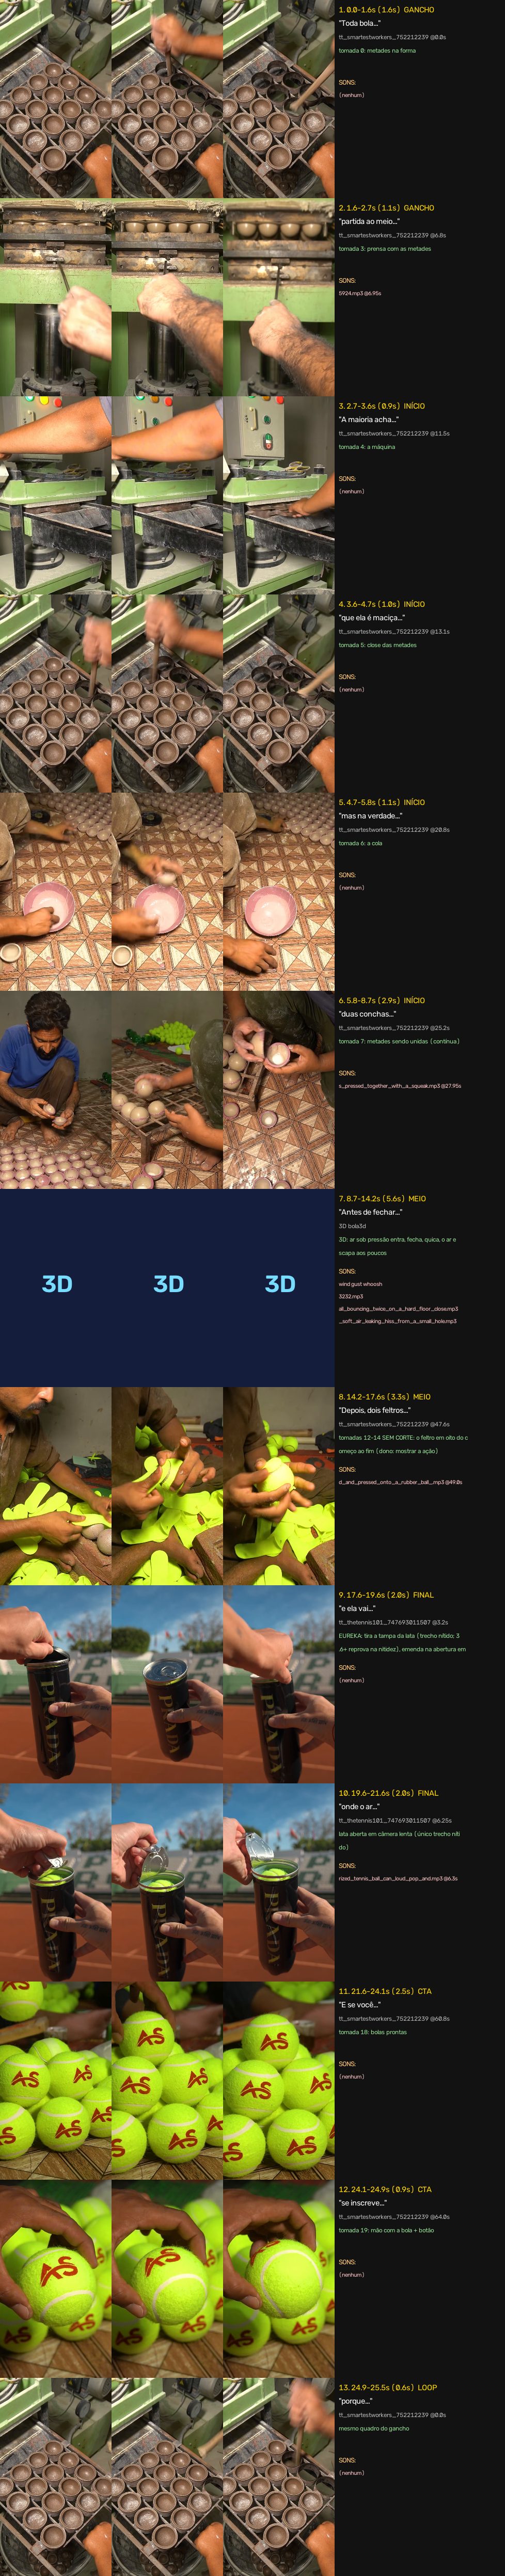 1. 0.0-1.6s (1.6s) GANCHO
"Toda bola..."
tt_smartestworkers_752212239 @0.0s
tomada 0: metades na forma
SONS:
(nenhum)
2. 1.6-2.7s (1.1s) GANCHO
"partida ao meio..."
tt_smartestworkers_752212239 @6.8s
tomada 3: prensa com as metades
SONS:
5924.mp3 @6.95s
3. 2.7-3.6s (0.9s) INÍCIO
"A maioria acha..."
tt_smartestworkers_752212239 @11.5s
tomada 4: a máquina
SONS:
(nenhum)
4. 3.6-4.7s (1.0s) INÍCIO
"que ela é maciça..."
tt_smartestworkers_752212239 @13.1s
tomada 5: close das metades
SONS:
(nenhum)
5. 4.7-5.8s (1.1s) INÍCIO
"mas na verdade..."
tt_smartestworkers_752212239 @20.8s
tomada 6: a cola
SONS:
(nenhum)
6. 5.8-8.7s (2.9s) INÍCIO
"duas conchas..."
tt_smartestworkers_752212239 @25.2s
tomada 7: metades sendo unidas (contínua)
SONS:
s_pressed_together_with_a_squeak.mp3 @27.95s
3D 3D 3D
7. 8.7-14.2s (5.6s) MEIO
"Antes de fechar..."
3D bola3d
3D: ar sob pressão entra, fecha, quica, o ar e
scapa aos poucos
SONS:
wind gust whoosh
3232.mp3
all_bouncing_twice_on_a_hard_floor_close.mp3
_soft_air_leaking_hiss_from_a_small_hole.mp3
8. 14.2-17.6s (3.3s) MEIO
"Depois, dois feltros..."
tt_smartestworkers_752212239 @47.6s
tomadas 12-14 SEM CORTE: o feltro em oito do c
omeço ao fim (dono: mostrar a ação)
SONS:
d_and_pressed_onto_a_rubber_ball_.mp3 @49.0s
9. 17.6-19.6s (2.0s) FINAL
"e ela vai..."
tt_thetennis101_747693011507 @3.2s
EUREKA: tira a tampa da lata (trecho nítido; 3
.6+ reprova na nitidez), emenda na abertura em
SONS:
(nenhum)
10. 19.6-21.6s (2.0s) FINAL
"onde o ar..."
tt_thetennis101_747693011507 @6.25s
lata aberta em câmera lenta (único trecho níti
do)
SONS:
rized_tennis_ball_can_loud_pop_and.mp3 @6.3s
11. 21.6-24.1s (2.5s) CTA
"E se você..."
tt_smartestworkers_752212239 @60.8s
tomada 18: bolas prontas
SONS:
(nenhum)
AS
12. 24.1-24.9s (0.9s) CTA
"se inscreve..."
tt_smartestworkers_752212239 @64.0s
tomada 19: mão com a bola + botão
SONS:
(nenhum)
AS
13. 24.9-25.5s (0.6s) LOOP
"porque..."
tt_smartestworkers_752212239 @0.0s
mesmo quadro do gancho
SONS:
(nenhum)